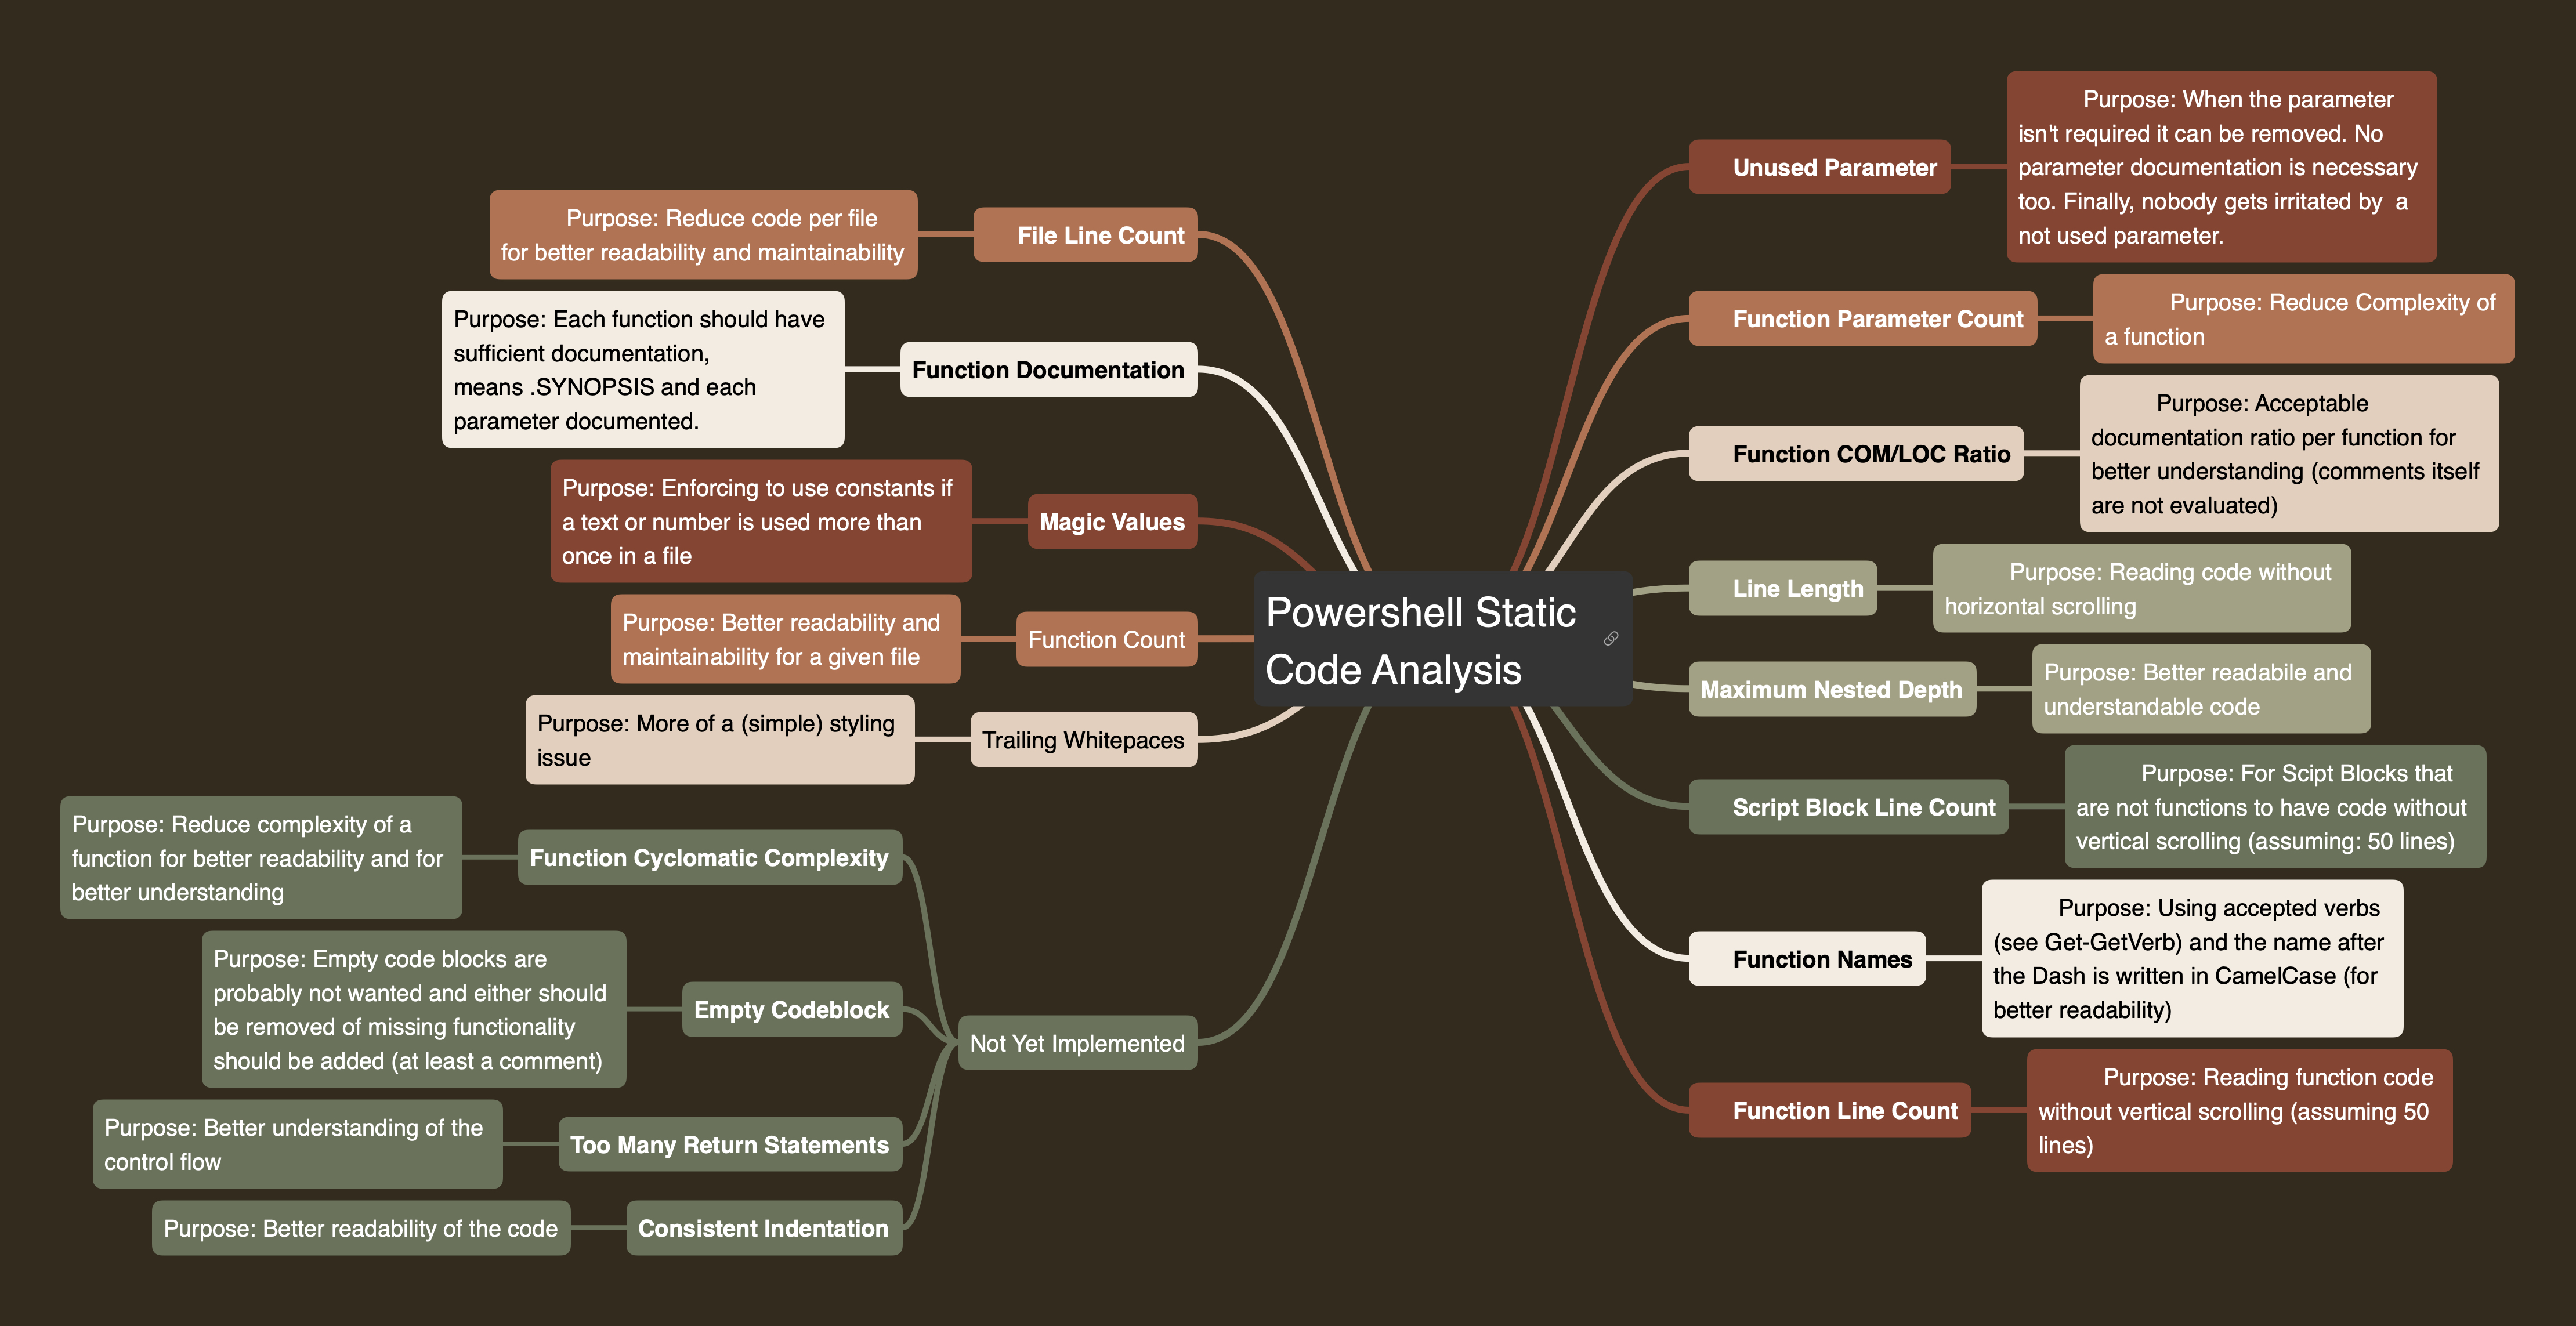 Powershell Static
Code Analysis
Unused Parameter
Purpose: When the parameter
isn't required it can be removed. No
parameter documentation is necessary
too. Finally, nobody gets irritated by  a
not used parameter.
Function Parameter Count
Purpose: Reduce Complexity of
a function
Function COM/LOC Ratio
Purpose: Acceptable
documentation ratio per function for
better understanding (comments itself
are not evaluated)
Line Length
Purpose: Reading code without
horizontal scrolling
Maximum Nested Depth
Purpose: Better readabile and
understandable code
Script Block Line Count
Purpose: For Scipt Blocks that
are not functions to have code without
vertical scrolling (assuming: 50 lines)
Function Names
Purpose: Using accepted verbs
(see Get-GetVerb) and the name after
the Dash is written in CamelCase (for
better readability)
Function Line Count
Purpose: Reading function code
without vertical scrolling (assuming 50
lines)
File Line Count
Purpose: Reduce code per file
for better readability and maintainability
Function Documentation
Purpose: Each function should have
sufficient documentation,
means .SYNOPSIS and each
parameter documented.
Magic Values
Purpose: Enforcing to use constants if
a text or number is used more than
once in a file
Function Count
Purpose: Better readability and
maintainability for a given file
Trailing Whitepaces
Purpose: More of a (simple) styling
issue
Not Yet Implemented
Function Cyclomatic Complexity
Purpose: Reduce complexity of a
function for better readability and for
better understanding
Empty Codeblock
Purpose: Empty code blocks are
probably not wanted and either should
be removed of missing functionality
should be added (at least a comment)
Too Many Return Statements
Purpose: Better understanding of the
control flow
Consistent Indentation
Purpose: Better readability of the code